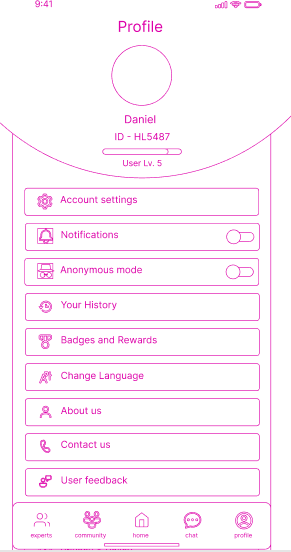 9:41
Profile
Daniel
ID - HL5487
User Lv. 5
Account settings
Notifications
Anonymous mode
Your History
Badges and Rewards
Change Language
About us
Contact us
User feedback
experts community home chat profile